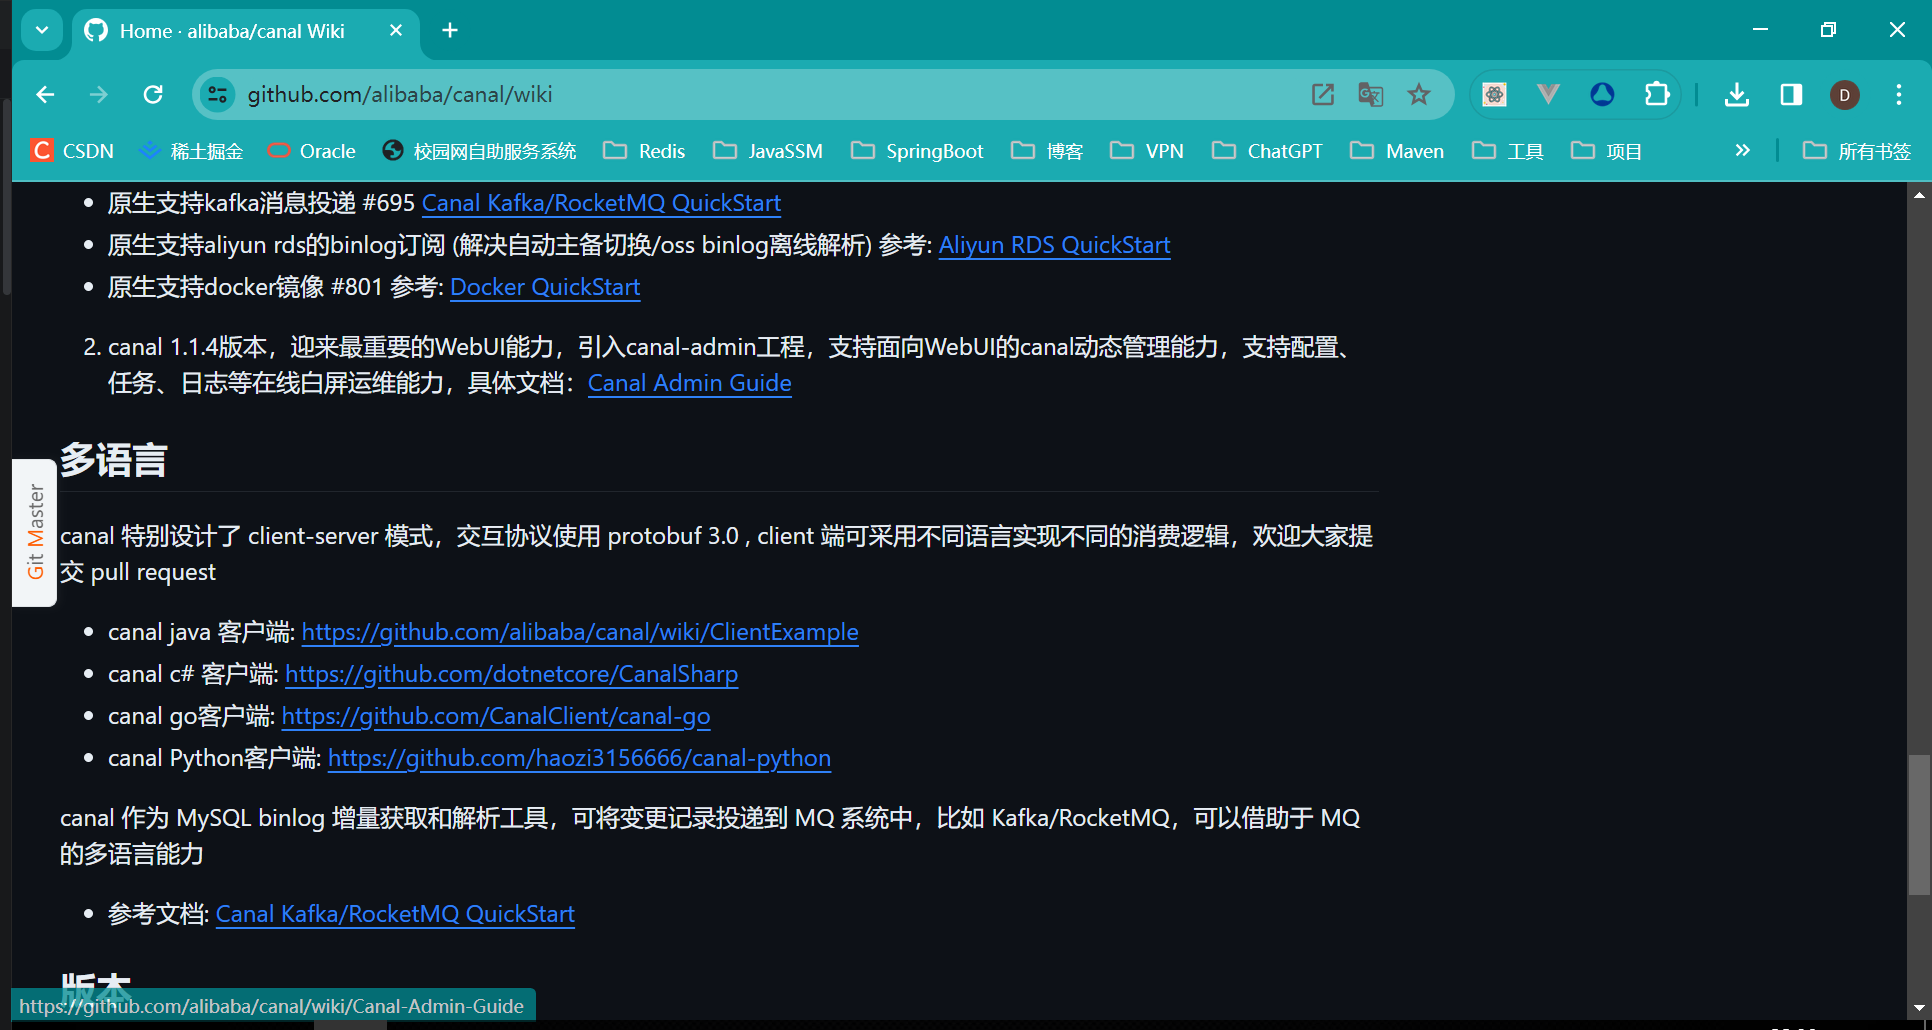 Home · alibaba/canal Wiki
github.com/alibaba/canal/wiki
D
CSDN 稀土掘金 Oracle 校园网自助服务系统 Redis JavaSSM SpringBoot 博客 VPN ChatGPT Maven 工具 项目 » 所有书签
原生支持kafka消息投递 #695 Canal Kafka/RocketMQ QuickStart
原生支持aliyun rds的binlog订阅 (解决自动主备切换/oss binlog离线解析) 参考: Aliyun RDS QuickStart
原生支持docker镜像 #801 参考: Docker QuickStart
2. canal 1.1.4版本，迎来最重要的WebUI能力，引入canal-admin工程，支持面向WebUI的canal动态管理能力，支持配置、
任务、日志等在线白屏运维能力，具体文档：Canal Admin Guide
多语言
Git Master
canal 特别设计了 client-server 模式，交互协议使用 protobuf 3.0 , client 端可采用不同语言实现不同的消费逻辑，欢迎大家提
交 pull request
canal java 客户端: https://github.com/alibaba/canal/wiki/ClientExample
canal c# 客户端: https://github.com/dotnetcore/CanalSharp
canal go客户端: https://github.com/CanalClient/canal-go
canal Python客户端: https://github.com/haozi3156666/canal-python
canal 作为 MySQL binlog 增量获取和解析工具，可将变更记录投递到 MQ 系统中，比如 Kafka/RocketMQ，可以借助于 MQ
的多语言能力
参考文档: Canal Kafka/RocketMQ QuickStart
版本
https://github.com/alibaba/canal/wiki/Canal-Admin-Guide